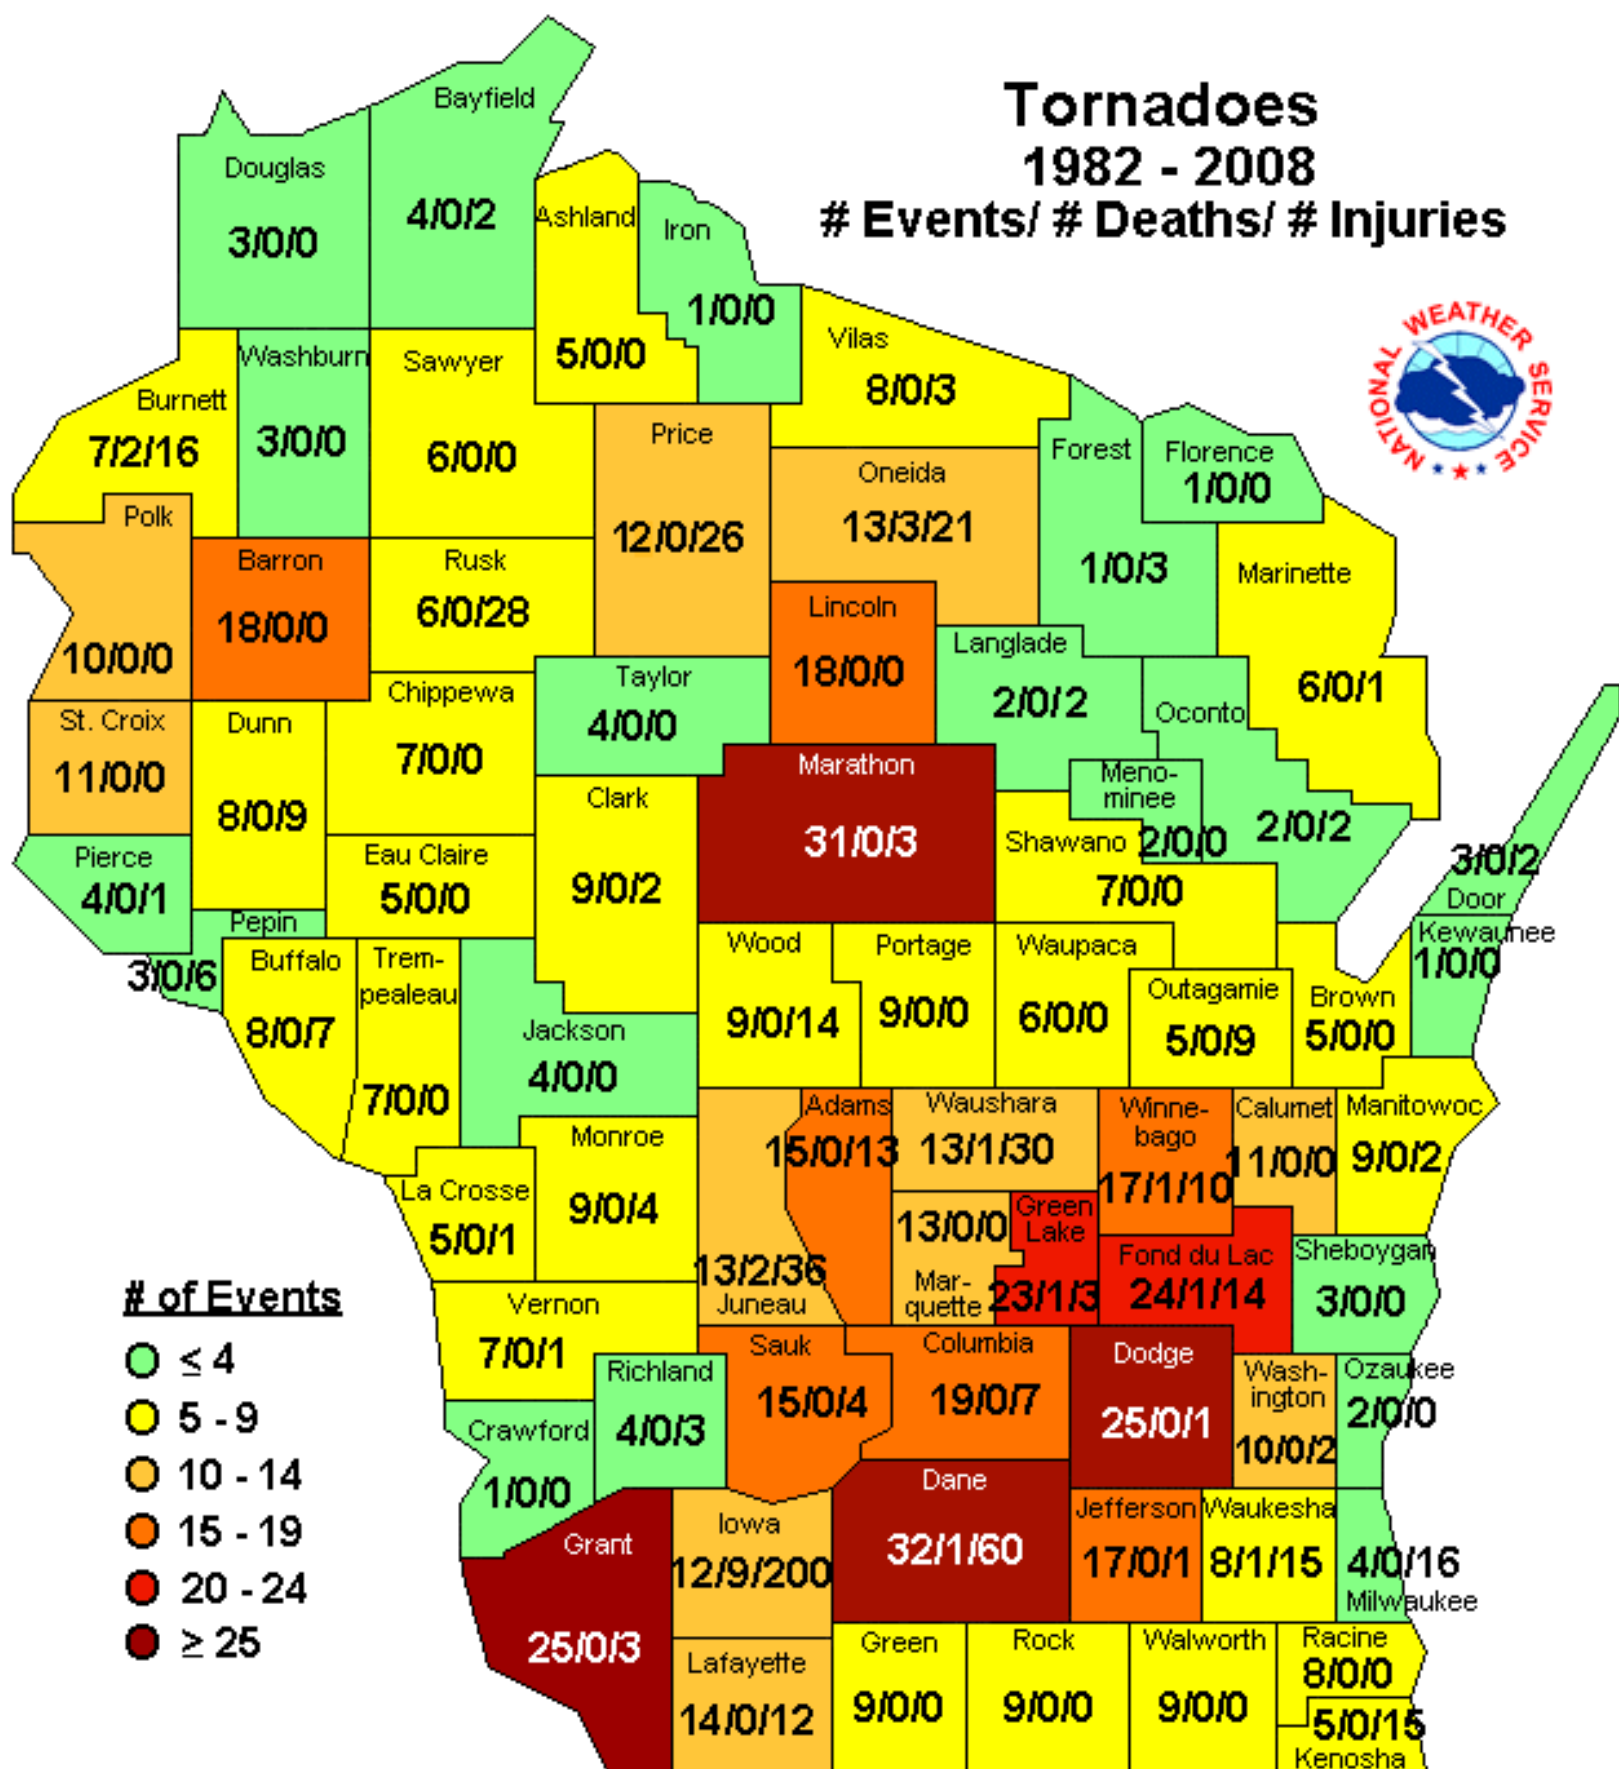 Tornadoes
1982 - 2008
# Events/ # Deaths/ # Injuries
NATIONAL WEATHER SERVICE
Bayfield
4/0/2
Douglas
3/0/0
Ashland
5/0/0
Iron
1/0/0
Vilas
8/0/3
Burnett
7/2/16
Washburn
3/0/0
Sawyer
6/0/0
Price
12/0/26
Oneida
13/3/21
Forest
1/0/3
Florence
1/0/0
Marinette
6/0/1
Polk
10/0/0
Barron
18/0/0
Rusk
6/0/28
Lincoln
18/0/0
Langlade
2/0/2
Oconto
2/0/2
Taylor
4/0/0
Chippewa
7/0/0
St. Croix
11/0/0
Dunn
8/0/9
Marathon
31/0/3
Meno-
minee
2/0/0
Clark
9/0/2
Shawano
7/0/0
Pierce
4/0/1
Eau Claire
5/0/0
3/0/2
Door
Pepin
3/0/6
Buffalo
8/0/7
Trem-
pealeau
7/0/0
Jackson
4/0/0
Wood
9/0/14
Portage
9/0/0
Waupaca
6/0/0
Outagamie
5/0/9
Brown
5/0/0
Kewaunee
1/0/0
Monroe
9/0/4
La Crosse
5/0/1
13/2/36
Juneau
Adams
15/0/13
Waushara
13/1/30
Winne-
bago
17/1/10
Calumet
11/0/0
Manitowoc
9/0/2
13/0/0
Mar-
quette
Green
Lake
23/1/3
Fond du Lac
24/1/14
Sheboygan
3/0/0
Vernon
7/0/1
Richland
4/0/3
Sauk
15/0/4
Columbia
19/0/7
Dodge
25/0/1
Wash-
ington
10/0/2
Ozaukee
2/0/0
Crawford
1/0/0
Grant
25/0/3
Iowa
12/9/200
Dane
32/1/60
Jefferson
17/0/1
Waukesha
8/1/15
4/0/16
Milwaukee
Lafayette
14/0/12
Green
9/0/0
Rock
9/0/0
Walworth
9/0/0
Racine
8/0/0
5/0/15
Kenosha
# of Events
≤ 4
5 - 9
10 - 14
15 - 19
20 - 24
≥ 25